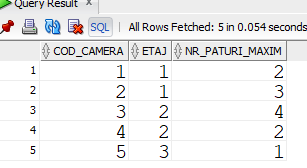 Query Result
SQL | All Rows Fetched: 5 in 0.054 seconds
COD_CAMERA ETAJ NR_PATURI_MAXIM
1 1 1 2
2 2 1 3
3 3 2 4
4 4 2 2
5 5 3 1